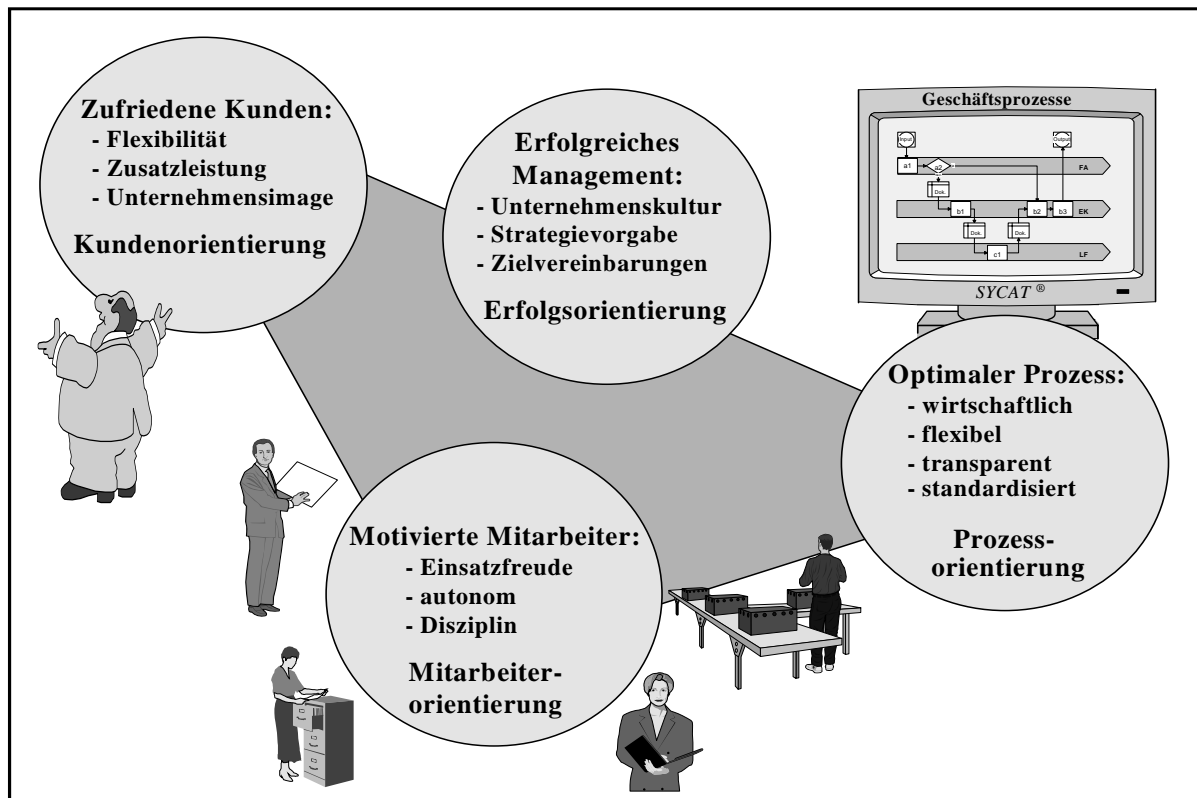 Zufriedene Kunden:
- Flexibilität
- Zusatzleistung
- Unternehmensimage
Kundenorientierung
Erfolgreiches
Management:
- Unternehmenskultur
- Strategievorgabe
- Zielvereinbarungen
Erfolgsorientierung
Geschäftsprozesse
Input
Output
a1
a2
FA
Dok.
b1
b2
b3
EK
Dok.
Dok.
c1
LF
SYCAT ®
Optimaler Prozess:
- wirtschaftlich
- flexibel
- transparent
- standardisiert
Prozess-
orientierung
Motivierte Mitarbeiter:
- Einsatzfreude
- autonom
- Disziplin
Mitarbeiter-
orientierung